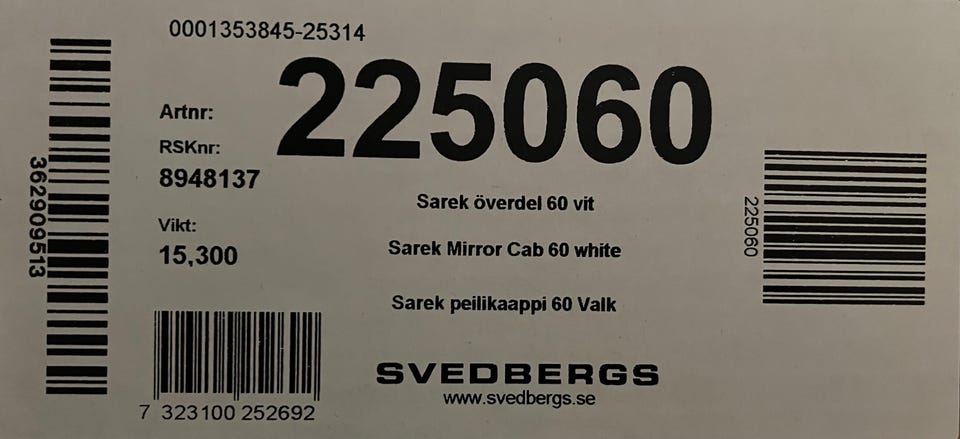 0001353845-25314
362909513
Artnr:
225060
RSKnr:
8948137
Vikt:
15,300
Sarek överdel 60 vit
Sarek Mirror Cab 60 white
Sarek peilikaappi 60 Valk
225060
SVEDBERGS
www.svedbergs.se
7 323100 252692